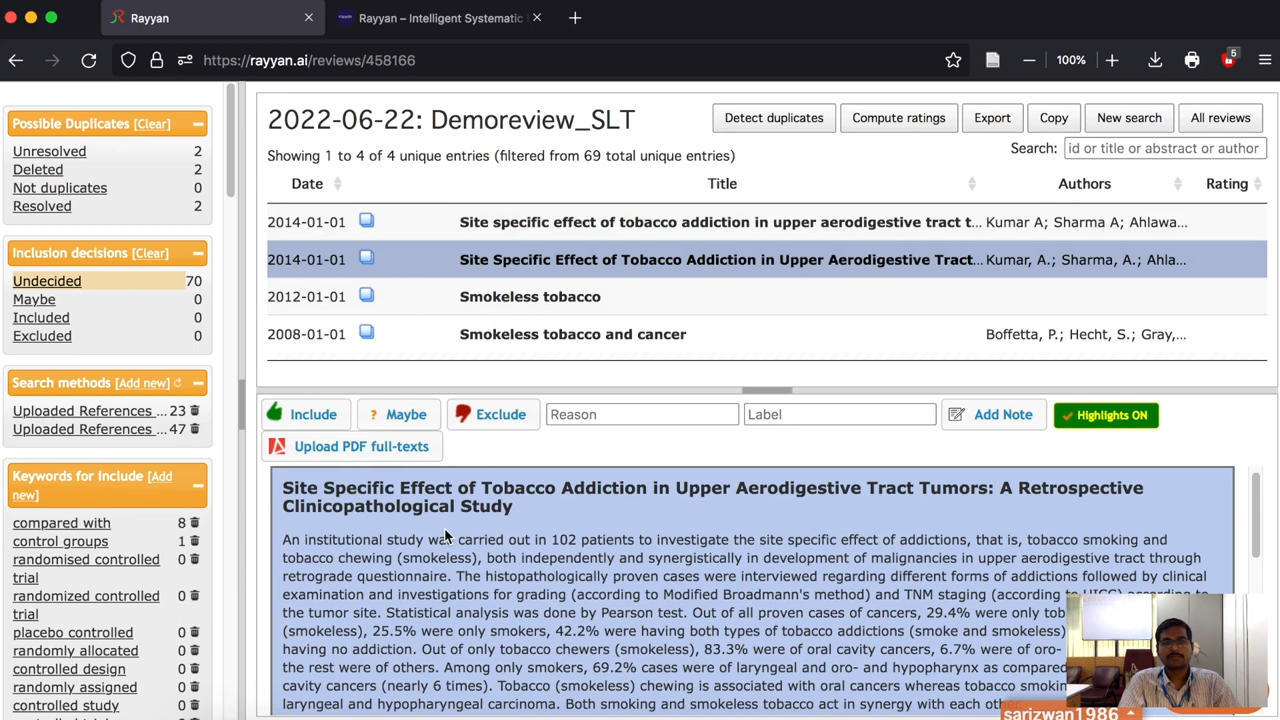 Rayyan
Rayyan – Intelligent Systematic
https://rayyan.ai/reviews/458166
100%
5
Possible Duplicates [Clear]
Unresolved 2
Deleted 2
Not duplicates 0
Resolved 2
Inclusion decisions [Clear]
Undecided 70
Maybe 0
Included 0
Excluded 0
Search methods [Add new]
Uploaded References ... 23
Uploaded References ... 47
Keywords for include [Add
new]
compared with 8
control groups 1
randomised controlled 0
trial
randomized controlled 0
trial
placebo controlled 0
randomly allocated 0
controlled design 0
randomly assigned 0
controlled study 0
2022-06-22: Demoreview_SLT
Detect duplicates Compute ratings Export Copy New search All reviews
Showing 1 to 4 of 4 unique entries (filtered from 69 total unique entries)
Search: id or title or abstract or author
Date Title Authors Rating
2014-01-01 Site specific effect of tobacco addiction in upper aerodigestive tract t... Kumar A; Sharma A; Ahlawa...
2014-01-01 Site Specific Effect of Tobacco Addiction in Upper Aerodigestive Tract... Kumar, A.; Sharma, A.; Ahla...
2012-01-01 Smokeless tobacco
2008-01-01 Smokeless tobacco and cancer Boffetta, P.; Hecht, S.; Gray,...
Include ? Maybe Exclude Reason Label Add Note Highlights ON
Upload PDF full-texts
Site Specific Effect of Tobacco Addiction in Upper Aerodigestive Tract Tumors: A Retrospective
Clinicopathological Study
An institutional study was carried out in 102 patients to investigate the site specific effect of addictions, that is, tobacco smoking and
tobacco chewing (smokeless), both independently and synergistically in development of malignancies in upper aerodigestive tract through
retrograde questionnaire. The histopathologically proven cases were interviewed regarding different forms of addictions followed by clinical
examination and investigations for grading (according to Modified Broadmann's method) and TNM staging (according to UICC) according to
the tumor site. Statistical analysis was done by Pearson test. Out of all proven cases of cancers, 29.4% were only tob
(smokeless), 25.5% were only smokers, 42.2% were having both types of tobacco addictions (smoke and smokeless)
having no addiction. Out of only tobacco chewers (smokeless), 83.3% were of oral cavity cancers, 6.7% were of oro-
the rest were of others. Among only smokers, 69.2% cases were of laryngeal and oro- and hypopharynx as compared
cavity cancers (nearly 6 times). Tobacco (smokeless) chewing is associated with oral cancers whereas tobacco smokin
laryngeal and hypopharyngeal carcinoma. Both smoking and smokeless tobacco act in synergy with each other
sarizwan1986